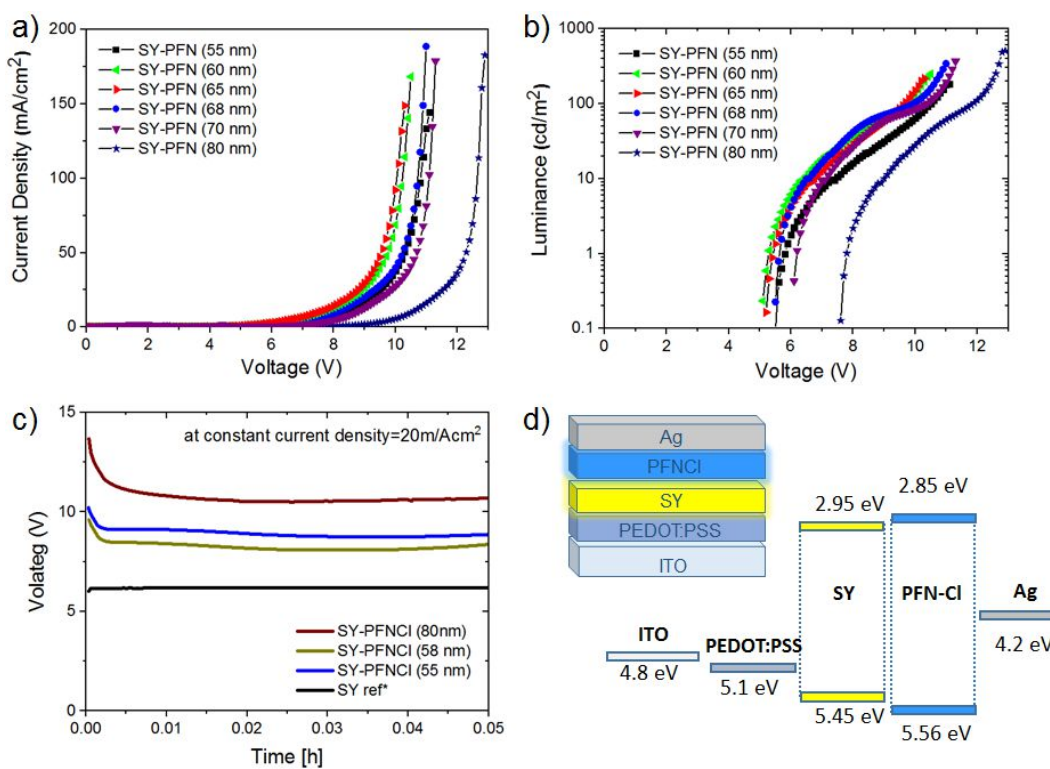 a)
200
150
100
50
0
Current Density (mA/cm²)
SY-PFN (55 nm)
SY-PFN (60 nm)
SY-PFN (65 nm)
SY-PFN (68 nm)
SY-PFN (70 nm)
SY-PFN (80 nm)
0 2 4 6 8 10 12
Voltage (V)
b)
1000
100
10
1
0.1
Luminance (cd/m²)
SY-PFN (55 nm)
SY-PFN (60 nm)
SY-PFN (65 nm)
SY-PFN (68 nm)
SY-PFN (70 nm)
SY-PFN (80 nm)
0 2 4 6 8 10 12
Voltage (V)
c)
15
10
5
0
Volateg (V)
at constant current density=20m/Acm²
SY-PFNCl (80nm)
SY-PFNCl (58 nm)
SY-PFNCl (55 nm)
SY ref*
0.00 0.01 0.02 0.03 0.04 0.05
Time [h]
d)
Ag
PFNCl
SY
PEDOT:PSS
ITO
2.95 eV
2.85 eV
SY
PFN-Cl
Ag
4.2 eV
ITO
4.8 eV
PEDOT:PSS
5.1 eV
5.45 eV
5.56 eV